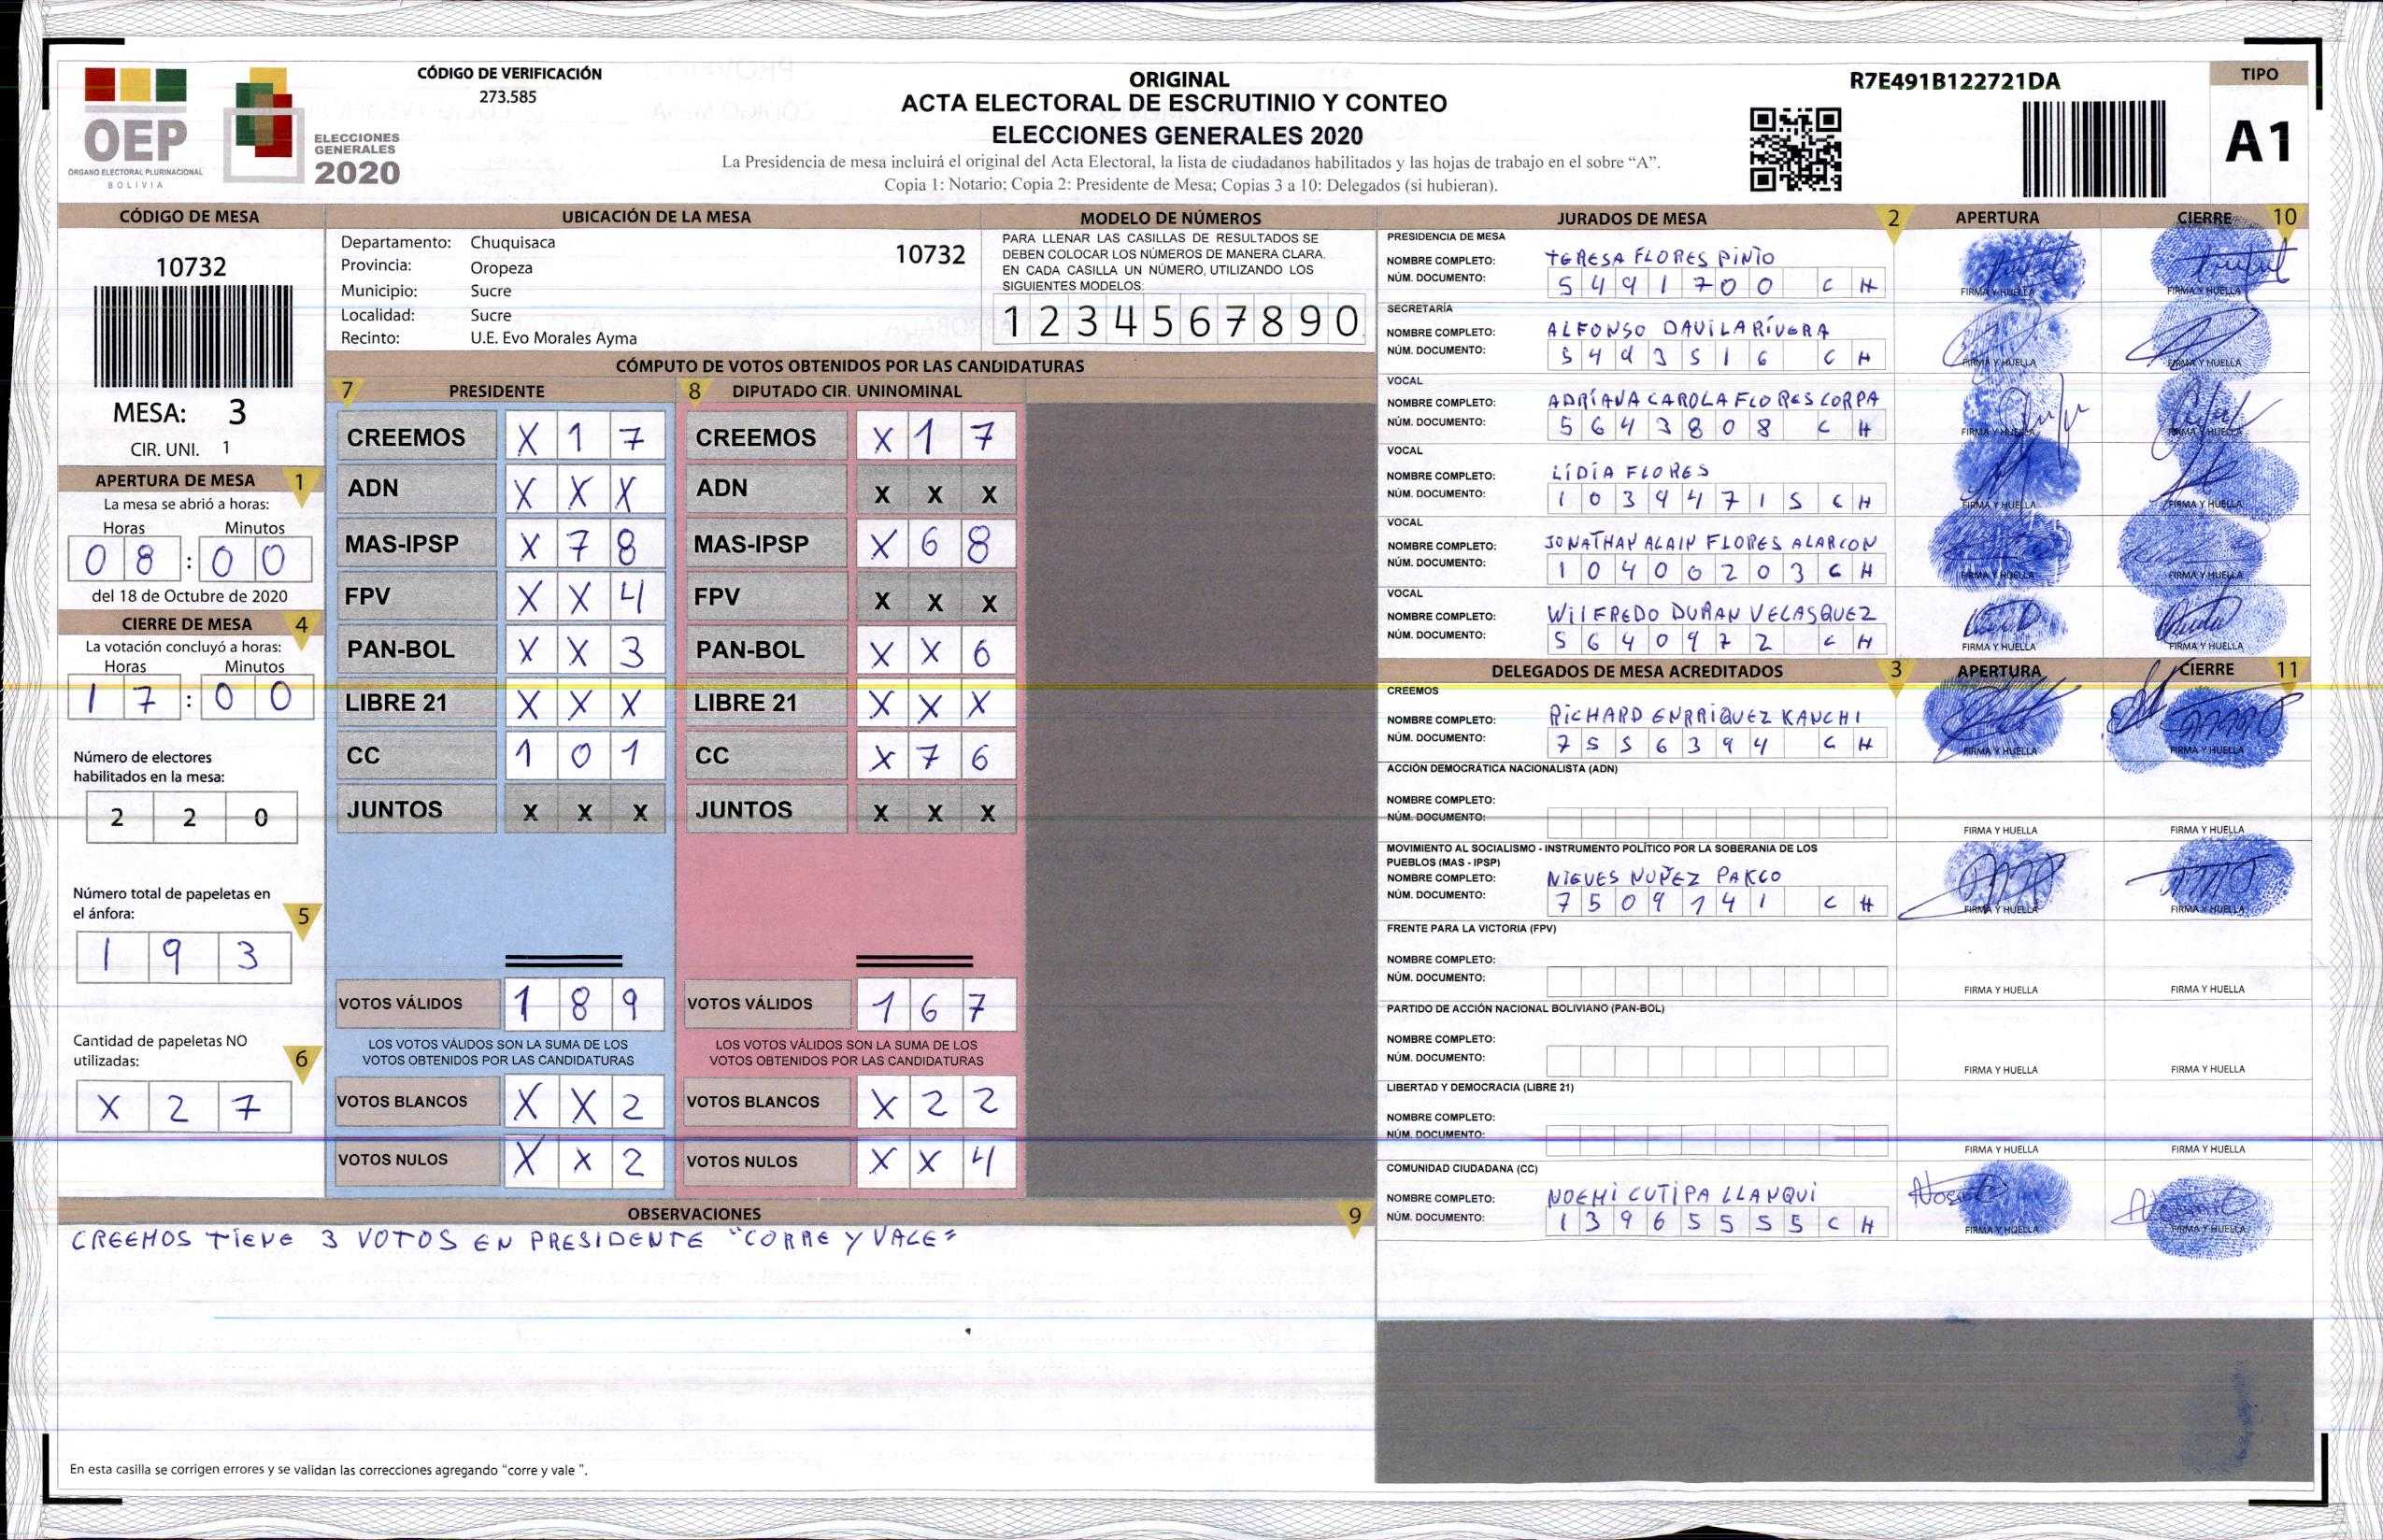 CÓDIGO DE VERIFICACIÓN
273.585
ORIGINAL
ACTA ELECTORAL DE ESCRUTINIO Y CONTEO
ELECCIONES GENERALES 2020
La Presidencia de mesa incluirá el original del Acta Electoral, la lista de ciudadanos habilitados y las hojas de trabajo en el sobre “A”.
Copia 1: Notario; Copia 2: Presidente de Mesa; Copias 3 a 10: Delegados (si hubieran).
R7E491B122721DA
TIPO
A1
OEP
ÓRGANO ELECTORAL PLURINACIONAL
BOLIVIA
ELECCIONES
GENERALES
2020
CÓDIGO DE MESA
10732
MESA: 3
CIR. UNI. 1
APERTURA DE MESA 1
La mesa se abrió a horas:
Horas Minutos
0 8 : 0 0
del 18 de Octubre de 2020
CIERRE DE MESA 4
La votación concluyó a horas:
Horas Minutos
1 7 : 0 0
Número de electores
habilitados en la mesa:
2 2 0
Número total de papeletas en
el ánfora: 5
1 9 3
Cantidad de papeletas NO
utilizadas: 6
X 2 7
UBICACIÓN DE LA MESA
Departamento: Chuquisaca 10732
Provincia: Oropeza
Municipio: Sucre
Localidad: Sucre
Recinto: U.E. Evo Morales Ayma
MODELO DE NÚMEROS
PARA LLENAR LAS CASILLAS DE RESULTADOS SE
DEBEN COLOCAR LOS NÚMEROS DE MANERA CLARA.
EN CADA CASILLA UN NÚMERO, UTILIZANDO LOS
SIGUIENTES MODELOS:
1 2 3 4 5 6 7 8 9 0
CÓMPUTO DE VOTOS OBTENIDOS POR LAS CANDIDATURAS
7 PRESIDENTE
CREEMOS X 1 7
ADN X X X
MAS-IPSP X 7 8
FPV X X 4
PAN-BOL X X 3
LIBRE 21 X X X
CC 1 0 1
JUNTOS X X X
VOTOS VÁLIDOS 1 8 9
LOS VOTOS VÁLIDOS SON LA SUMA DE LOS
VOTOS OBTENIDOS POR LAS CANDIDATURAS
VOTOS BLANCOS X X 2
VOTOS NULOS X X 2
8 DIPUTADO CIR. UNINOMINAL
CREEMOS X 1 7
ADN X X X
MAS-IPSP X 6 8
FPV X X X
PAN-BOL X X 6
LIBRE 21 X X X
CC X 7 6
JUNTOS X X X
VOTOS VÁLIDOS 1 6 7
LOS VOTOS VÁLIDOS SON LA SUMA DE LOS
VOTOS OBTENIDOS POR LAS CANDIDATURAS
VOTOS BLANCOS X 2 2
VOTOS NULOS X X 4
OBSERVACIONES 9
CREEMOS TIENE 3 VOTOS EN PRESIDENTE "CORRE Y VALE"
En esta casilla se corrigen errores y se validan las correcciones agregando “corre y vale ”.
JURADOS DE MESA 2 APERTURA CIERRE 10
PRESIDENCIA DE MESA
NOMBRE COMPLETO: TERESA FLORES PINTO
NÚM. DOCUMENTO: 5 4 9 1 7 0 0 C H
FIRMA Y HUELLA FIRMA Y HUELLA
SECRETARÍA
NOMBRE COMPLETO: ALFONSO DAVILA RÍVERA
NÚM. DOCUMENTO: 5 4 9 3 5 1 6 C H
FIRMA Y HUELLA FIRMA Y HUELLA
VOCAL
NOMBRE COMPLETO: ADRÍANA CAROLA FLORES CORPA
NÚM. DOCUMENTO: 5 6 4 3 8 0 8 C H
FIRMA Y HUELLA FIRMA Y HUELLA
VOCAL
NOMBRE COMPLETO: LÍDIA FLORES
NÚM. DOCUMENTO: 1 0 3 9 4 4 7 1 5 C H
FIRMA Y HUELLA FIRMA Y HUELLA
VOCAL
NOMBRE COMPLETO: JONATHAN ALAIN FLORES ALARCON
NÚM. DOCUMENTO: 1 0 4 0 0 2 0 3 C H
FIRMA Y HUELLA FIRMA Y HUELLA
VOCAL
NOMBRE COMPLETO: WILFREDO DURAN VELASQUEZ
NÚM. DOCUMENTO: 5 6 4 0 9 7 2 C H
FIRMA Y HUELLA FIRMA Y HUELLA
DELEGADOS DE MESA ACREDITADOS 3 APERTURA CIERRE 11
CREEMOS
NOMBRE COMPLETO: RICHARD ENRRIQUEZ KANCHI
NÚM. DOCUMENTO: 7 5 5 6 3 9 4 C H
FIRMA Y HUELLA FIRMA Y HUELLA
ACCIÓN DEMOCRÁTICA NACIONALISTA (ADN)
NOMBRE COMPLETO:
NÚM. DOCUMENTO:
FIRMA Y HUELLA FIRMA Y HUELLA
MOVIMIENTO AL SOCIALISMO - INSTRUMENTO POLÍTICO POR LA SOBERANIA DE LOS
PUEBLOS (MAS - IPSP)
NOMBRE COMPLETO: NIEVES NUÑEZ PAKCO
NÚM. DOCUMENTO: 7 5 0 9 1 4 1 C H
FIRMA Y HUELLA FIRMA Y HUELLA
FRENTE PARA LA VICTORIA (FPV)
NOMBRE COMPLETO:
NÚM. DOCUMENTO:
FIRMA Y HUELLA FIRMA Y HUELLA
PARTIDO DE ACCIÓN NACIONAL BOLIVIANO (PAN-BOL)
NOMBRE COMPLETO:
NÚM. DOCUMENTO:
FIRMA Y HUELLA FIRMA Y HUELLA
LIBERTAD Y DEMOCRACIA (LIBRE 21)
NOMBRE COMPLETO:
NÚM. DOCUMENTO:
FIRMA Y HUELLA FIRMA Y HUELLA
COMUNIDAD CIUDADANA (CC)
NOMBRE COMPLETO: NOEMI CUTIPA LLANQUI
NÚM. DOCUMENTO: 1 3 9 6 5 5 5 5 C H
FIRMA Y HUELLA FIRMA Y HUELLA